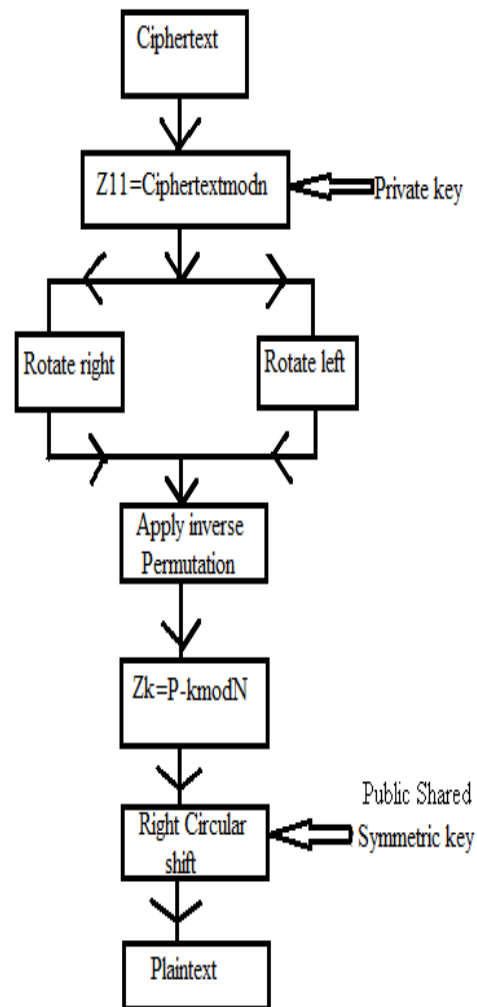 Ciphertext
Z11=Ciphertextmodn
Private key
Rotate right
Rotate left
Apply inverse
Permutation
Zk=P-kmodN
Public Shared
Right Circular
Symmetric key
shift
Plaintext